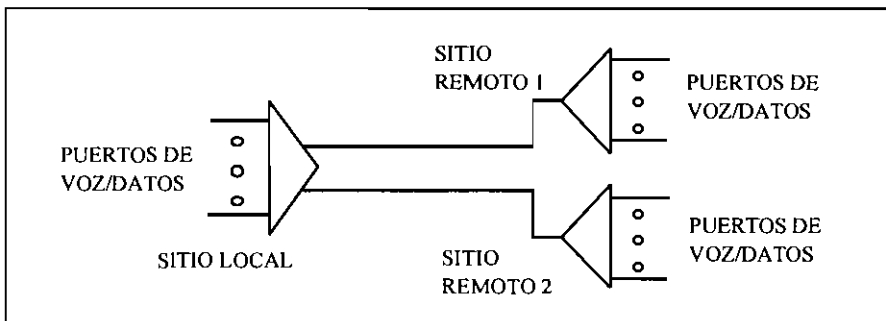 SITIO
REMOTO 1
PUERTOS DE
VOZ/DATOS
PUERTOS DE
VOZ/DATOS
SITIO LOCAL
SITIO
REMOTO 2
PUERTOS DE
VOZ/DATOS